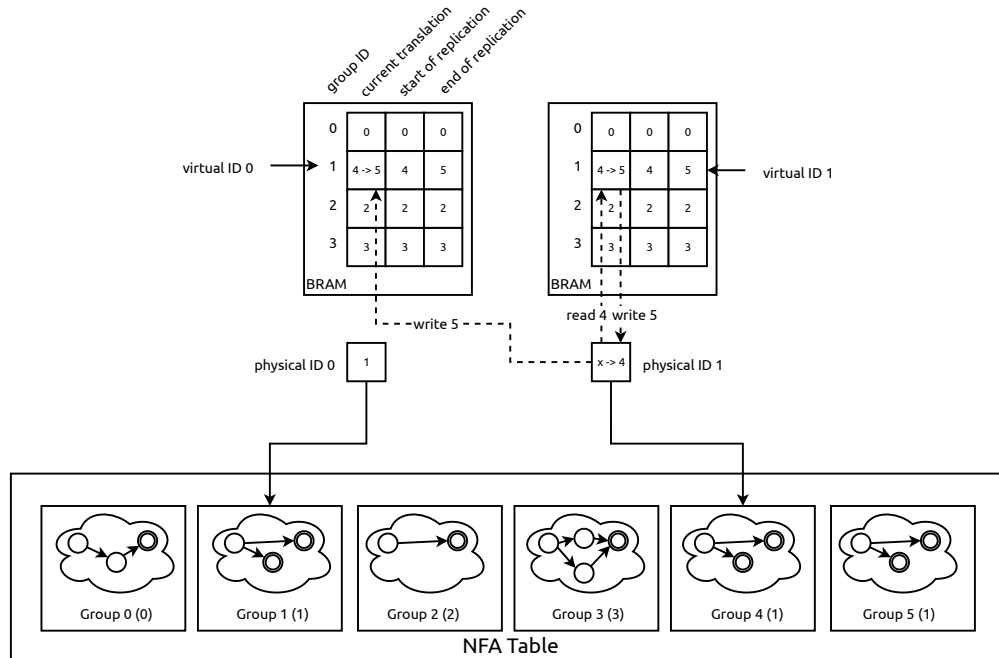 group ID
current translation
start of replication
end of replication
virtual ID 0
0 0 0 0
1 4 -> 5 4 5
2 2 2 2
3 3 3 3
BRAM
0 0 0 0
1 4 -> 5 4 5
2 2 2 2
3 3 3 3
BRAM
virtual ID 1
write 5
read 4
write 5
physical ID 0
1
x -> 4
physical ID 1
Group 0 (0)
Group 1 (1)
Group 2 (2)
Group 3 (3)
Group 4 (1)
Group 5 (1)
NFA Table